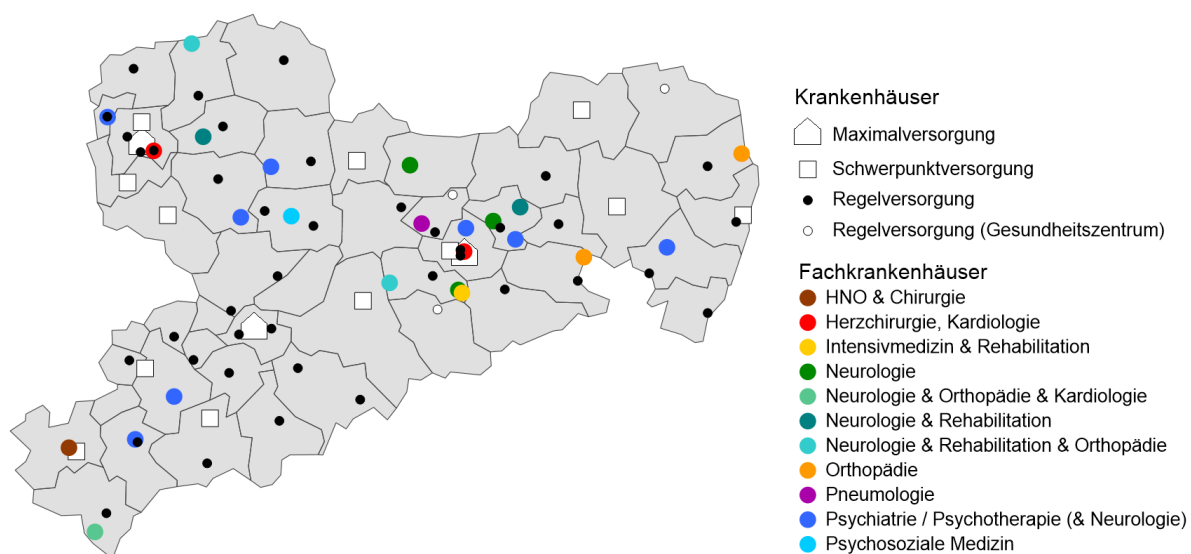 Krankenhäuser
Maximalversorgung
Schwerpunktversorgung
Regelversorgung
Regelversorgung (Gesundheitszentrum)
Fachkrankenhäuser
HNO & Chirurgie
Herzchirurgie, Kardiologie
Intensivmedizin & Rehabilitation
Neurologie
Neurologie & Orthopädie & Kardiologie
Neurologie & Rehabilitation
Neurologie & Rehabilitation & Orthopädie
Orthopädie
Pneumologie
Psychiatrie / Psychotherapie (& Neurologie)
Psychosoziale Medizin